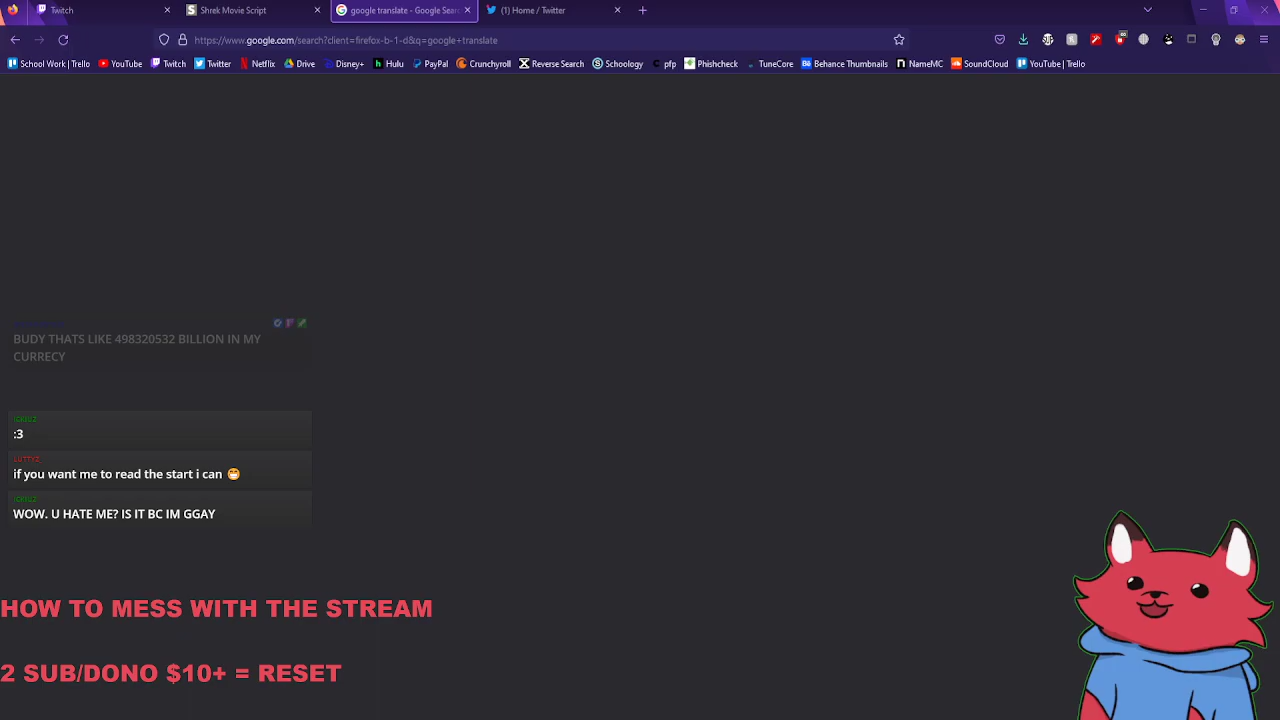 Twitch
Shrek Movie Script
google translate - Google Sear
(1) Home / Twitter
https://www.google.com/search?client=firefox-b-1-d&q=google+translate
School Work | Trello
YouTube
Twitch
Twitter
Netflix
Drive
Disney+
Hulu
PayPal
Crunchyroll
Reverse Search
Schoology
pfp
Phishcheck
TuneCore
Behance Thumbnails
NameMC
SoundCloud
YouTube | Trello
BUDY THATS LIKE 498320532 BILLION IN MY
CURRECY
:3
if you want me to read the start i can 😁
WOW. U HATE ME? IS IT BC IM GGAY
HOW TO MESS WITH THE STREAM
2 SUB/DONO $10+ = RESET